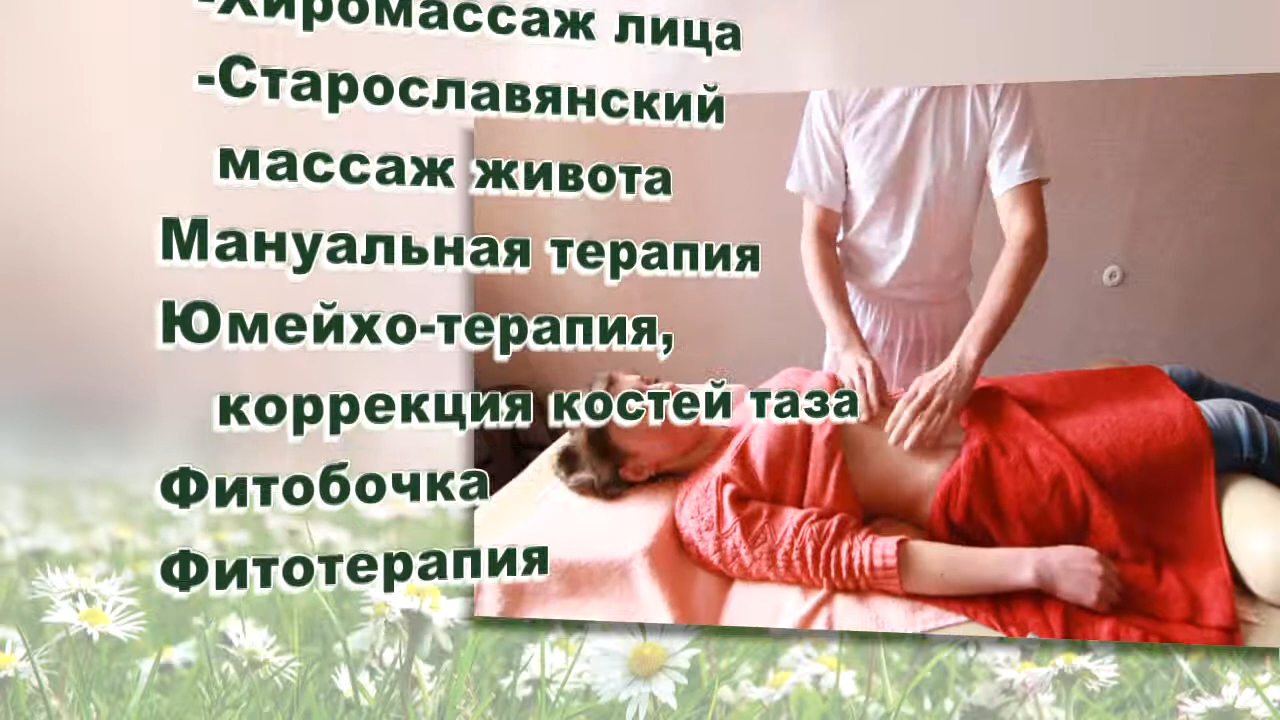 -Хиромассаж лица
-Старославянский
массаж живота
Мануальная терапия
Юмейхо-терапия,
коррекция костей таза
Фитобочка
Фитотерапия